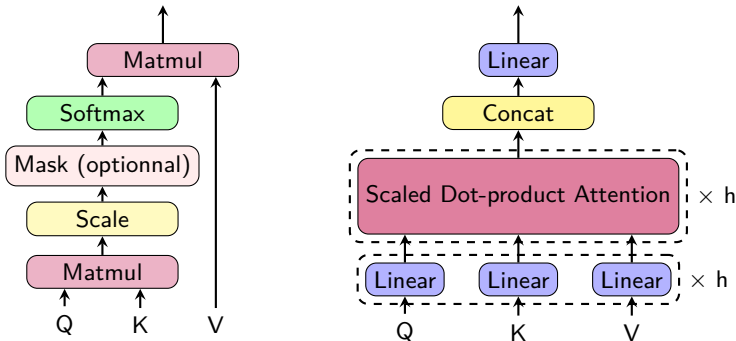 Matmul
Softmax
Mask (optionnal)
Scale
Matmul
Q K V
Linear
Concat
Scaled Dot-product Attention × h
Linear Linear Linear × h
Q K V